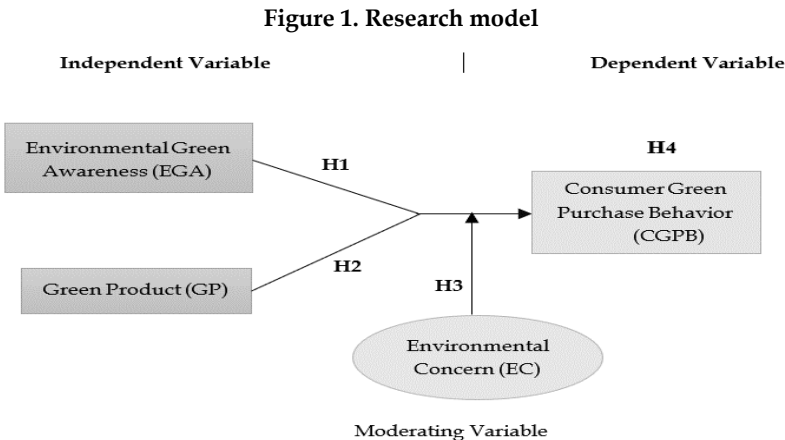 Figure 1. Research model
Independent Variable | Dependent Variable
Environmental Green
Awareness (EGA)
H1
H4
Consumer Green
Purchase Behavior
(CGPB)
Green Product (GP)
H2
H3
Environmental
Concern (EC)
Moderating Variable